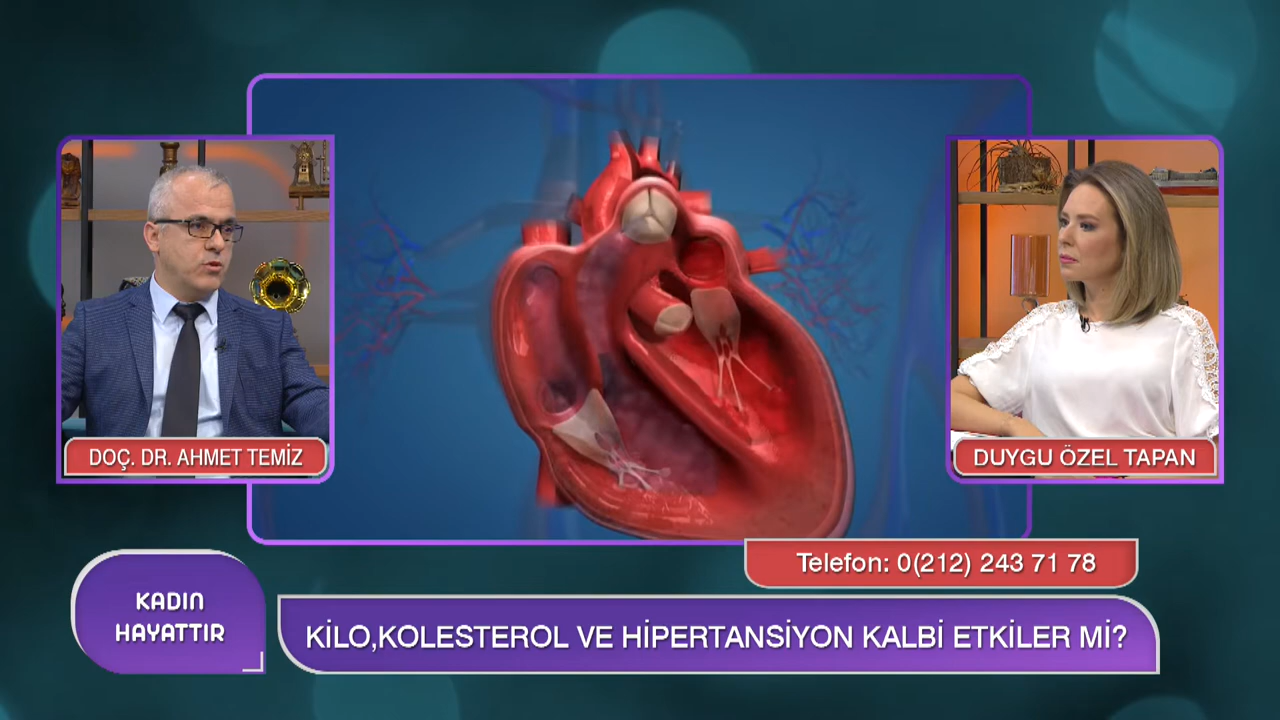 DOÇ. DR. AHMET TEMİZ
DUYGU ÖZEL TAPAN
Telefon: 0(212) 243 71 78
KADIN
HAYATTIR
KİLO,KOLESTEROL VE HİPERTANSİYON KALBİ ETKİLER Mİ?